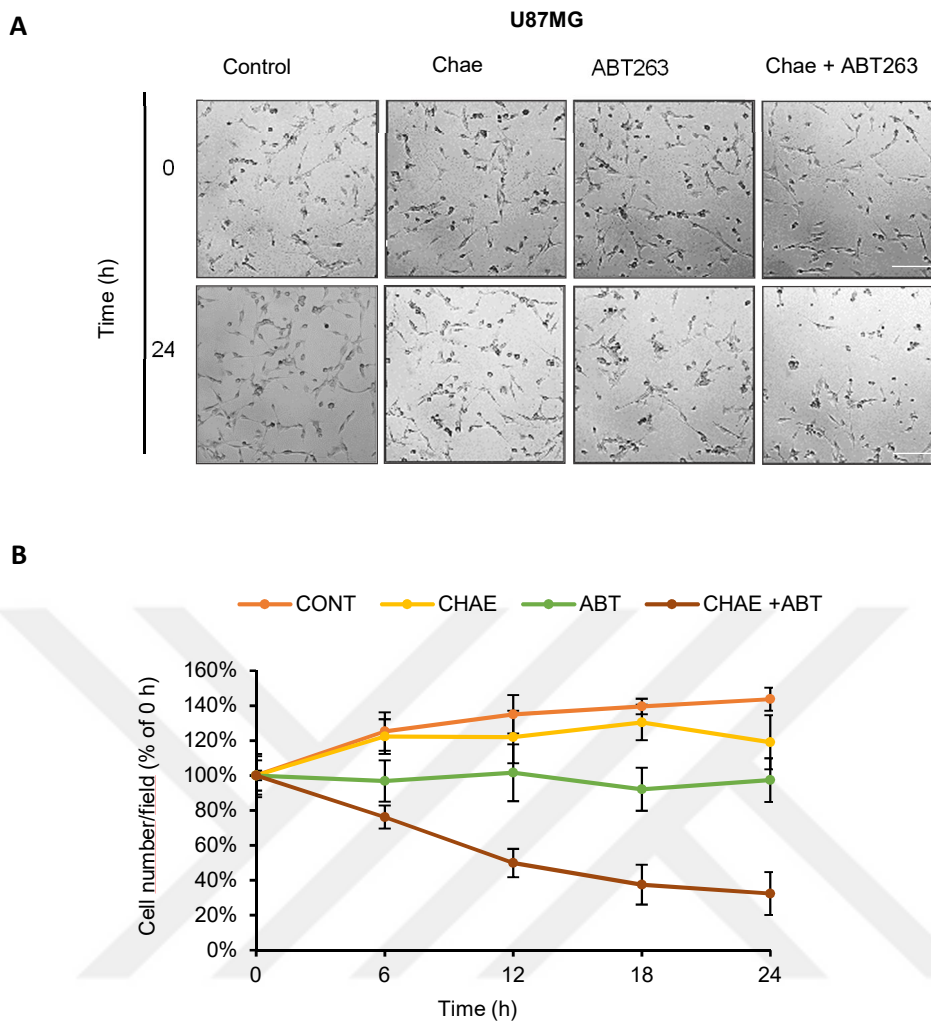 A
U87MG
Control Chae ABT263 Chae + ABT263
0
Time (h)
24
B
CONT CHAE ABT CHAE +ABT
Cell number/field (% of 0 h)
160%
140%
120%
100%
80%
60%
40%
20%
0%
0 6 12 18 24
Time (h)